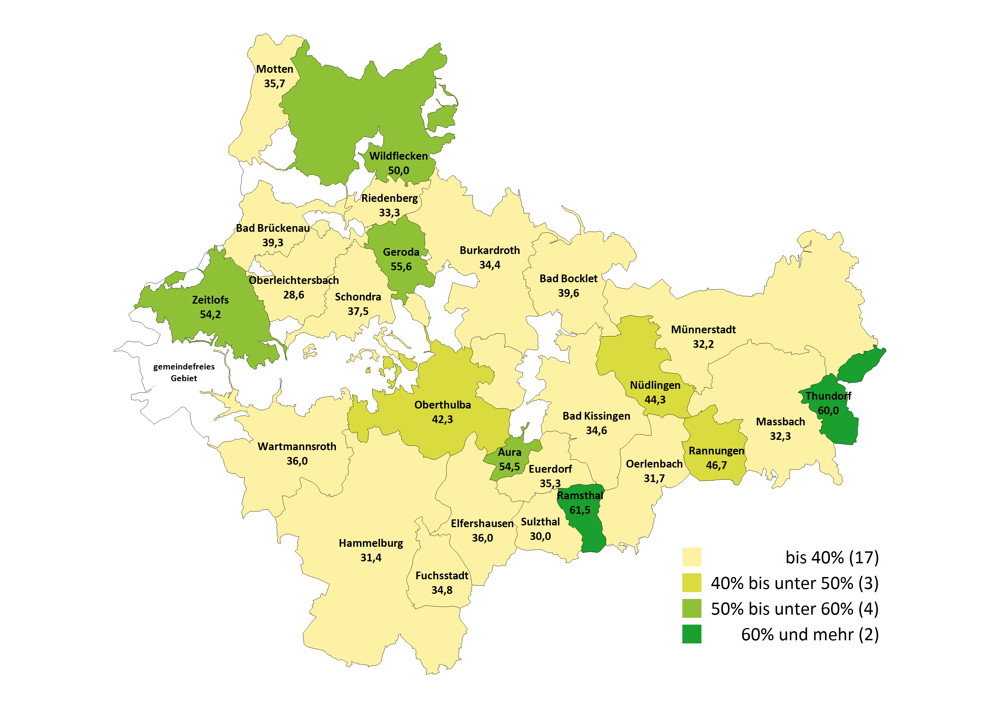 Motten
35,7
Wildflecken
50,0
Riedenberg
33,3
Bad Brückenau
39,3
Geroda
55,6
Burkardroth
34,4
Oberleichtersbach
28,6
Bad Bocklet
39,6
Schondra
37,5
Zeitlofs
54,2
Münnerstadt
32,2
gemeindefreies
Gebiet
Nüdlingen
44,3
Thundorf
60,0
Oberthulba
42,3
Bad Kissingen
34,6
Massbach
32,3
Wartmannsroth
36,0
Aura
54,5
Rannungen
46,7
Euerdorf
35,3
Oerlenbach
31,7
Ramsthal
61,5
Elfershausen
36,0
Sulzthal
30,0
Hammelburg
31,4
Fuchsstadt
34,8
bis 40% (17)
40% bis unter 50% (3)
50% bis unter 60% (4)
60% und mehr (2)